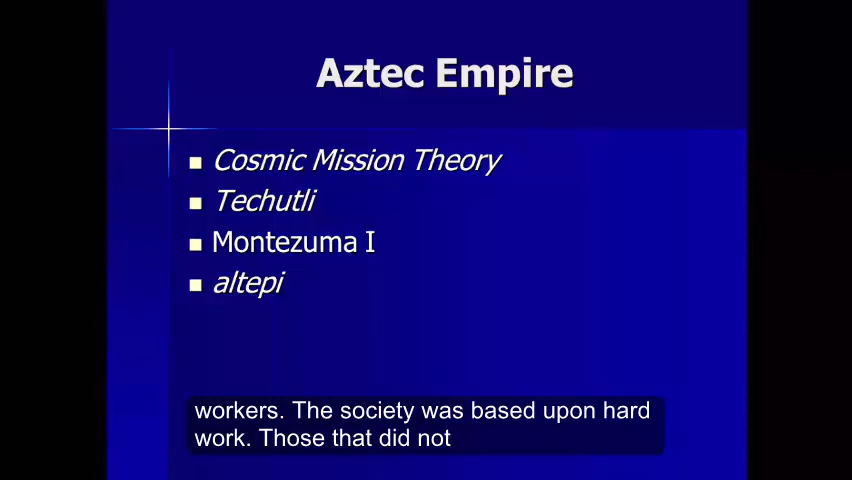 Aztec Empire
Cosmic Mission Theory
Techutli
Montezuma I
altepi
workers. The society was based upon hard
work. Those that did not